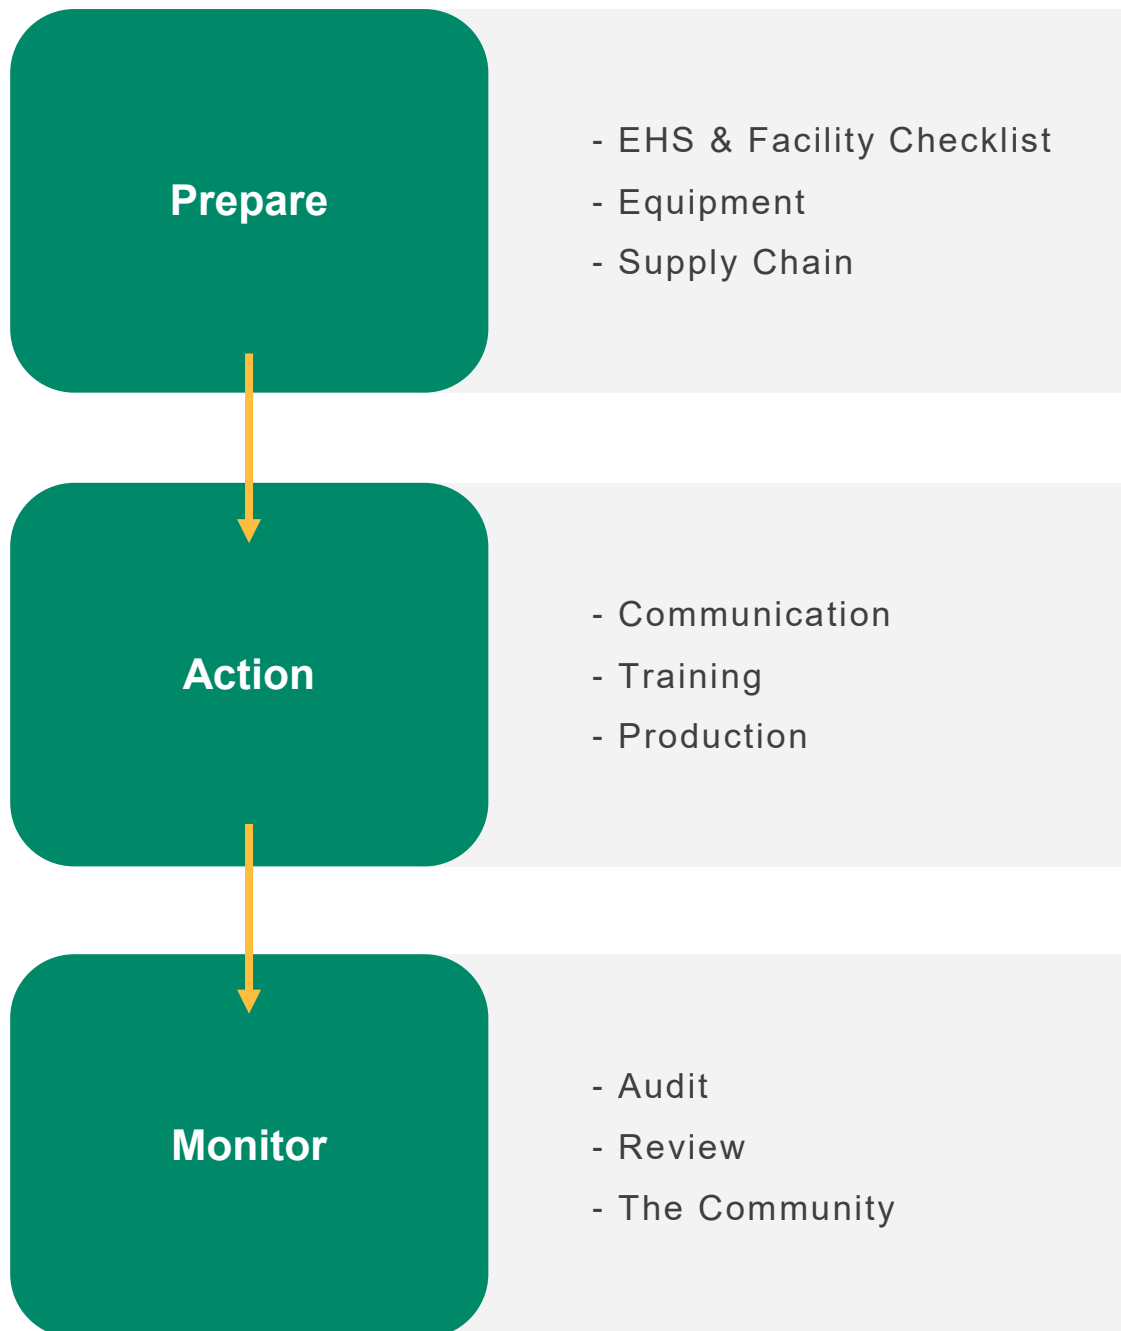 Prepare
- EHS & Facility Checklist
- Equipment
- Supply Chain
Action
- Communication
- Training
- Production
Monitor
- Audit
- Review
- The Community